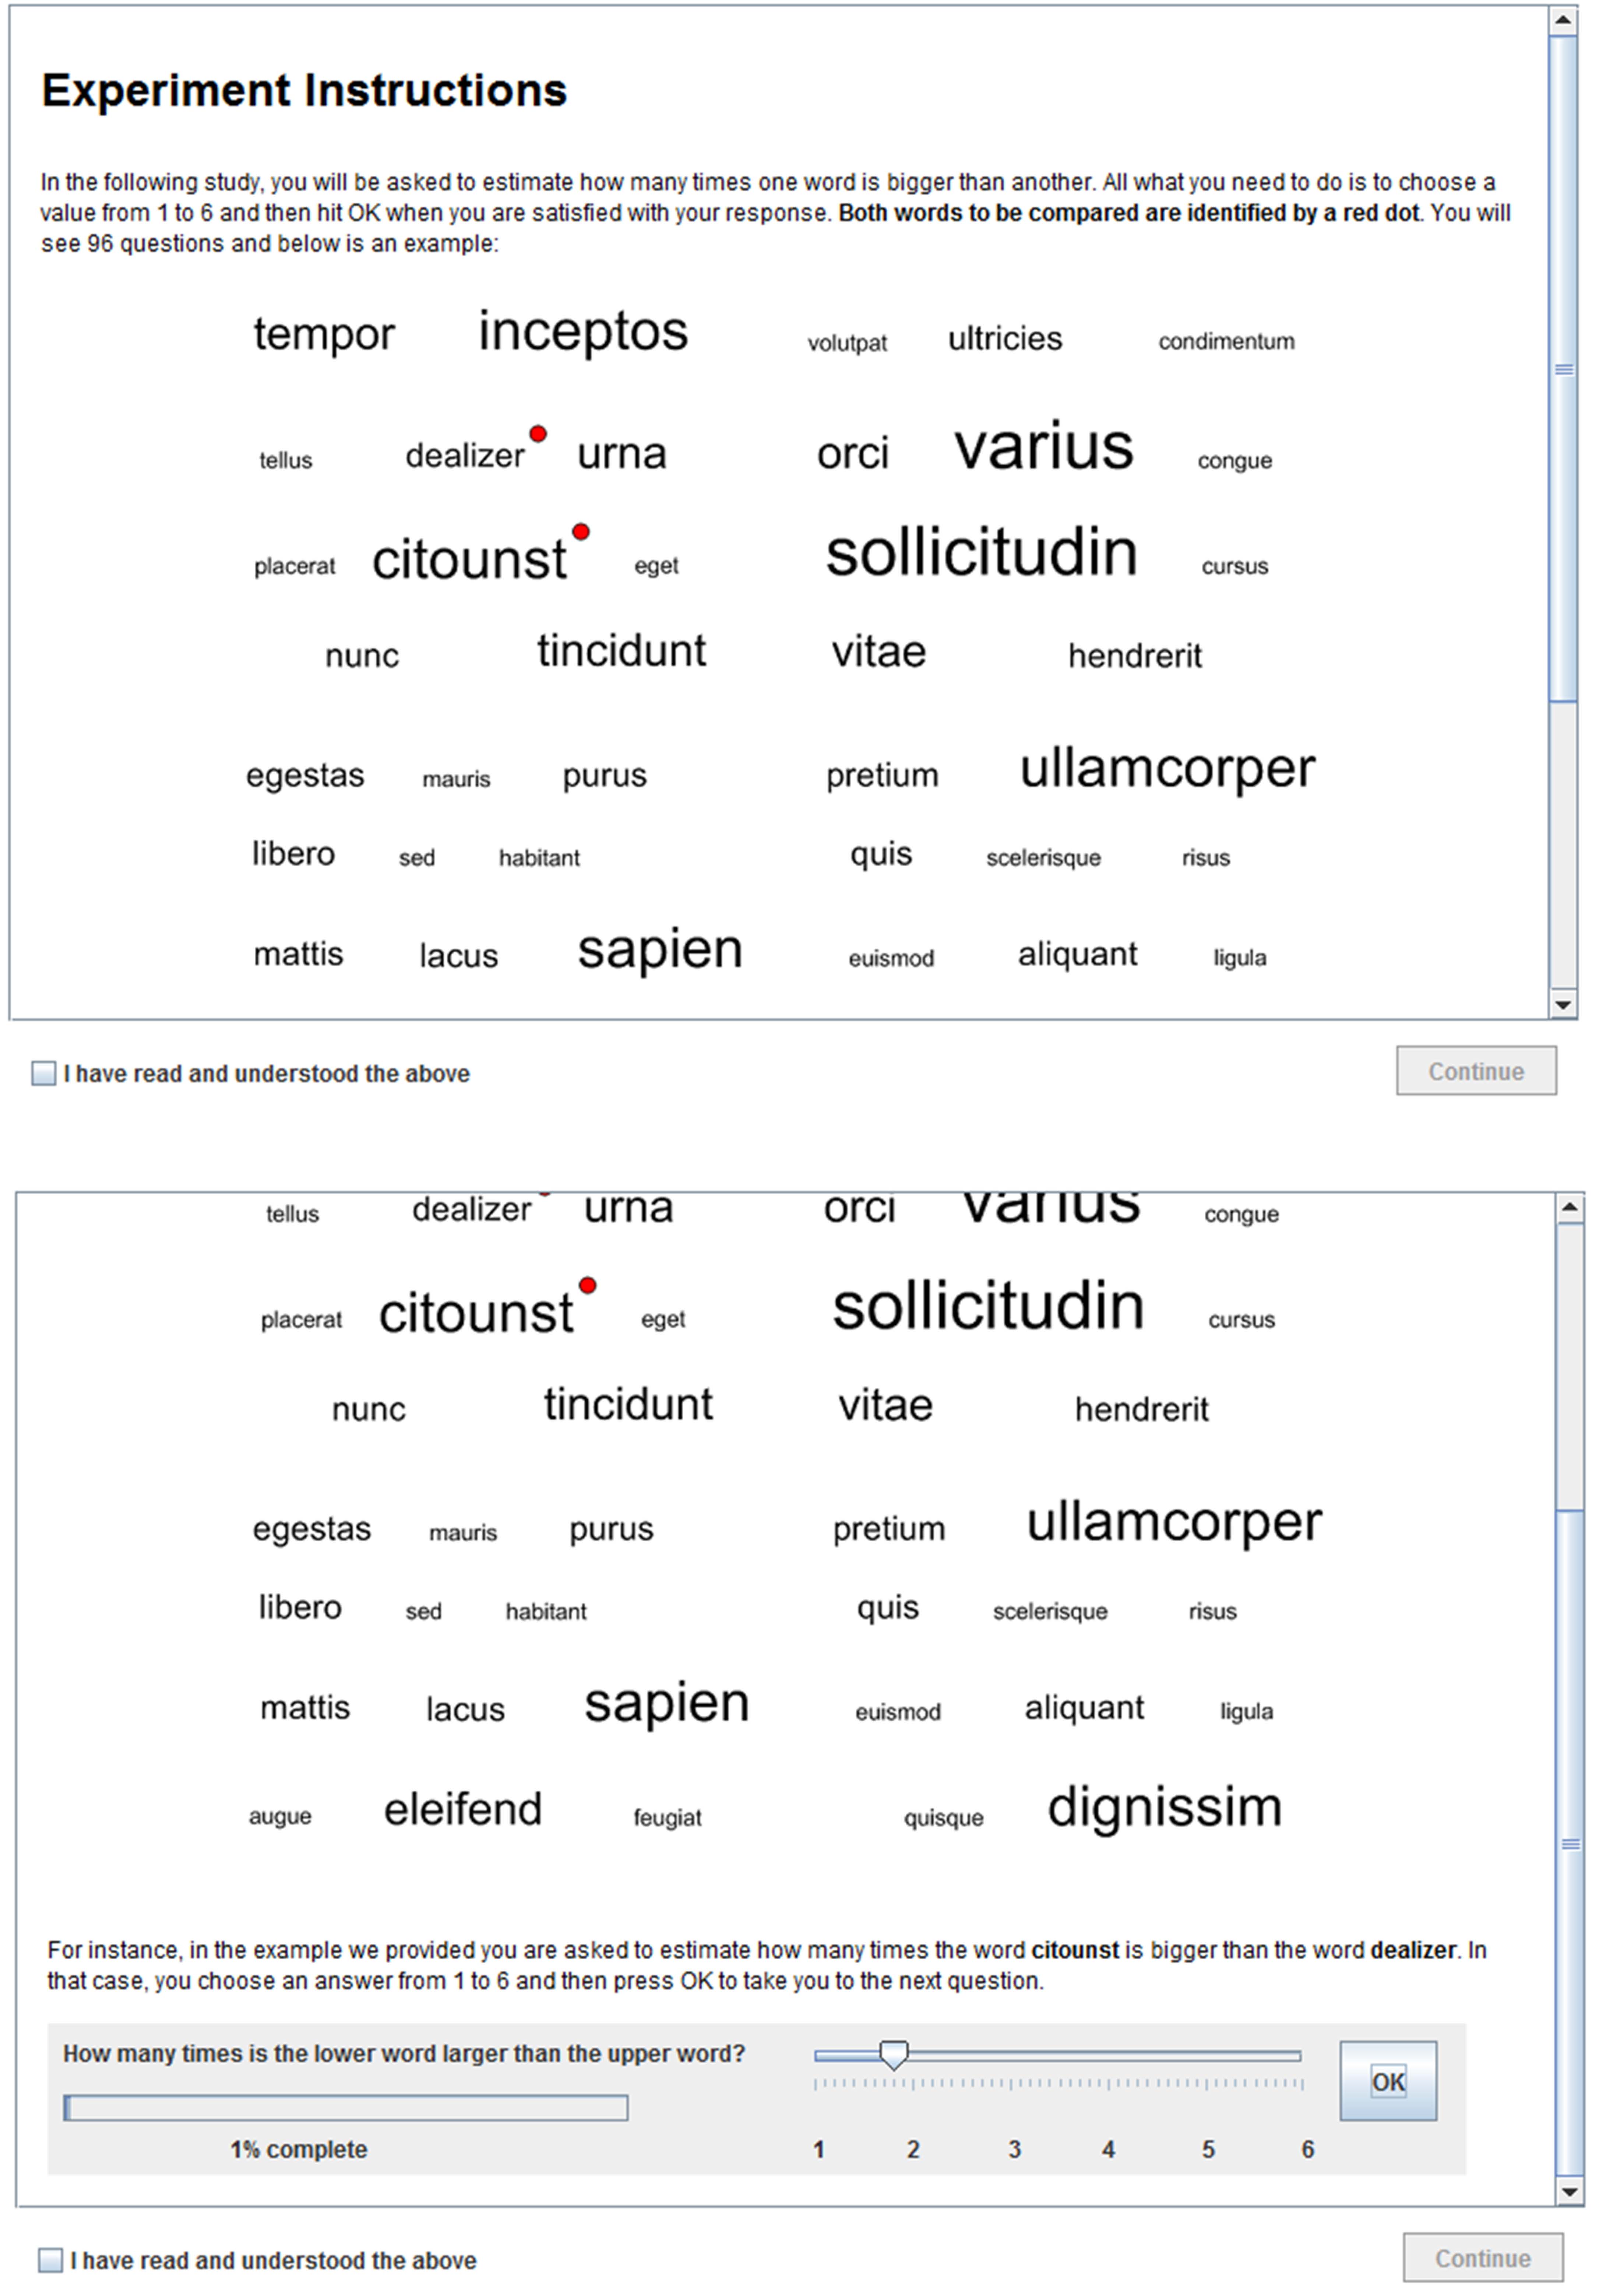 Experiment Instructions
In the following study, you will be asked to estimate how many times one word is bigger than another. All what you need to do is to choose a
value from 1 to 6 and then hit OK when you are satisfied with your response. Both words to be compared are identified by a red dot. You will
see 96 questions and below is an example:
tempor inceptos volutpat ultricies condimentum
tellus dealizer urna orci varius congue
placerat citounst eget sollicitudin cursus
nunc tincidunt vitae hendrerit
egestas mauris purus pretium ullamcorper
libero sed habitant quis scelerisque risus
mattis lacus sapien euismod aliquant ligula
I have read and understood the above
Continue
tellus dealizer urna orci varius congue
placerat citounst eget sollicitudin cursus
nunc tincidunt vitae hendrerit
egestas mauris purus pretium ullamcorper
libero sed habitant quis scelerisque risus
mattis lacus sapien euismod aliquant ligula
augue eleifend feugiat quisque dignissim
For instance, in the example we provided you are asked to estimate how many times the word citounst is bigger than the word dealizer. In
that case, you choose an answer from 1 to 6 and then press OK to take you to the next question.
How many times is the lower word larger than the upper word?
OK
1% complete
1 2 3 4 5 6
I have read and understood the above
Continue